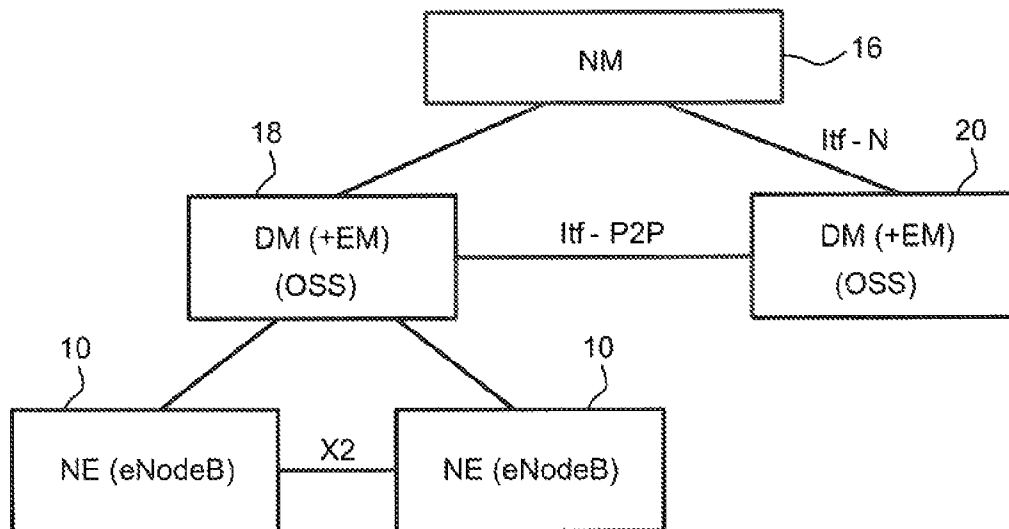 NM
16
18
Itf - N
20
DM (+EM)
(OSS)
Itf - P2P
DM (+EM)
(OSS)
10
10
NE (eNodeB)
X2
NE (eNodeB)